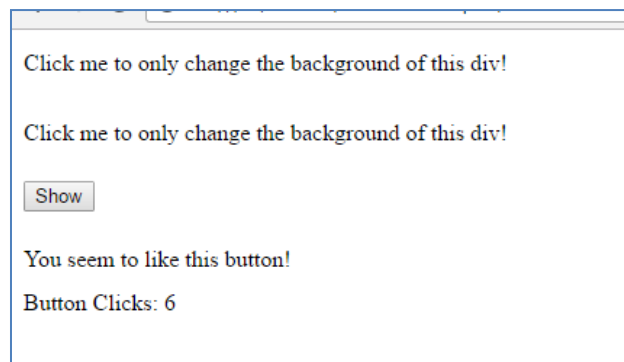 Click me to only change the background of this div!
Click me to only change the background of this div!
Show
You seem to like this button!
Button Clicks: 6